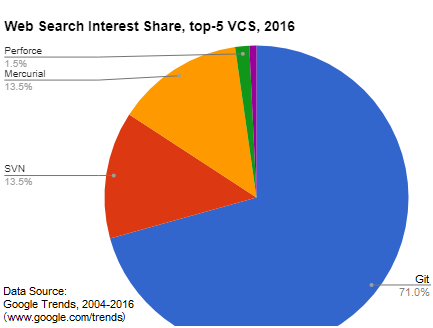 Web Search Interest Share, top-5 VCS, 2016
Perforce
1.5%
Mercurial
13.5%
SVN
13.5%
Git
71.0%
Data Source:
Google Trends, 2004-2016
(www.google.com/trends)